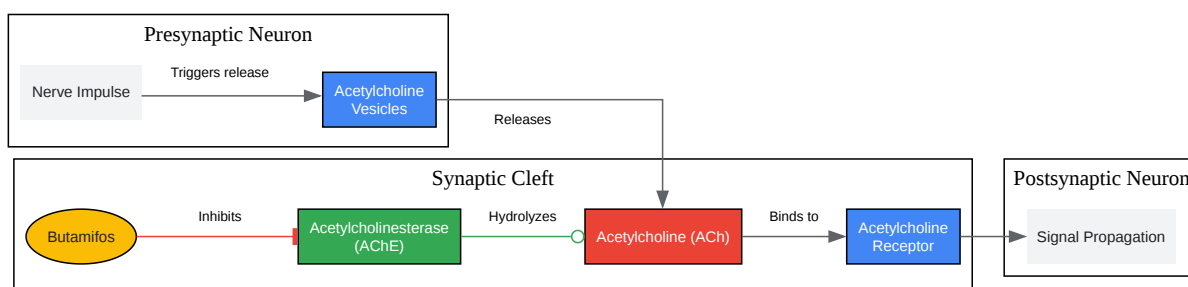 Presynaptic Neuron
Nerve Impulse
Triggers release
Acetylcholine
Vesicles
Releases
Synaptic Cleft
Butamifos
Inhibits
Acetylcholinesterase
(AChE)
Hydrolyzes
Acetylcholine (ACh)
Binds to
Acetylcholine
Receptor
Postsynaptic Neuron
Signal Propagation